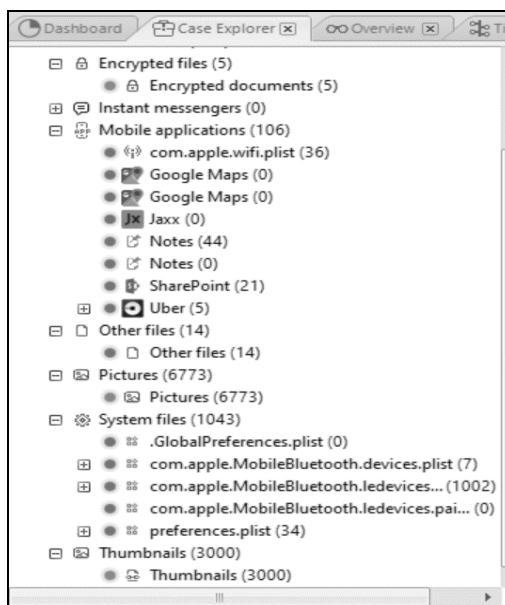 Dashboard Case Explorer Overview Ti
Encrypted files (5)
Encrypted documents (5)
Instant messengers (0)
Mobile applications (106)
com.apple.wifi.plist (36)
Google Maps (0)
Google Maps (0)
Jx Jaxx (0)
Notes (44)
Notes (0)
SharePoint (21)
Uber (5)
Other files (14)
Other files (14)
Pictures (6773)
Pictures (6773)
System files (1043)
.GlobalPreferences.plist (0)
com.apple.MobileBluetooth.devices.plist (7)
com.apple.MobileBluetooth.ledevices... (1002)
com.apple.MobileBluetooth.ledevices.pai... (0)
preferences.plist (34)
Thumbnails (3000)
Thumbnails (3000)